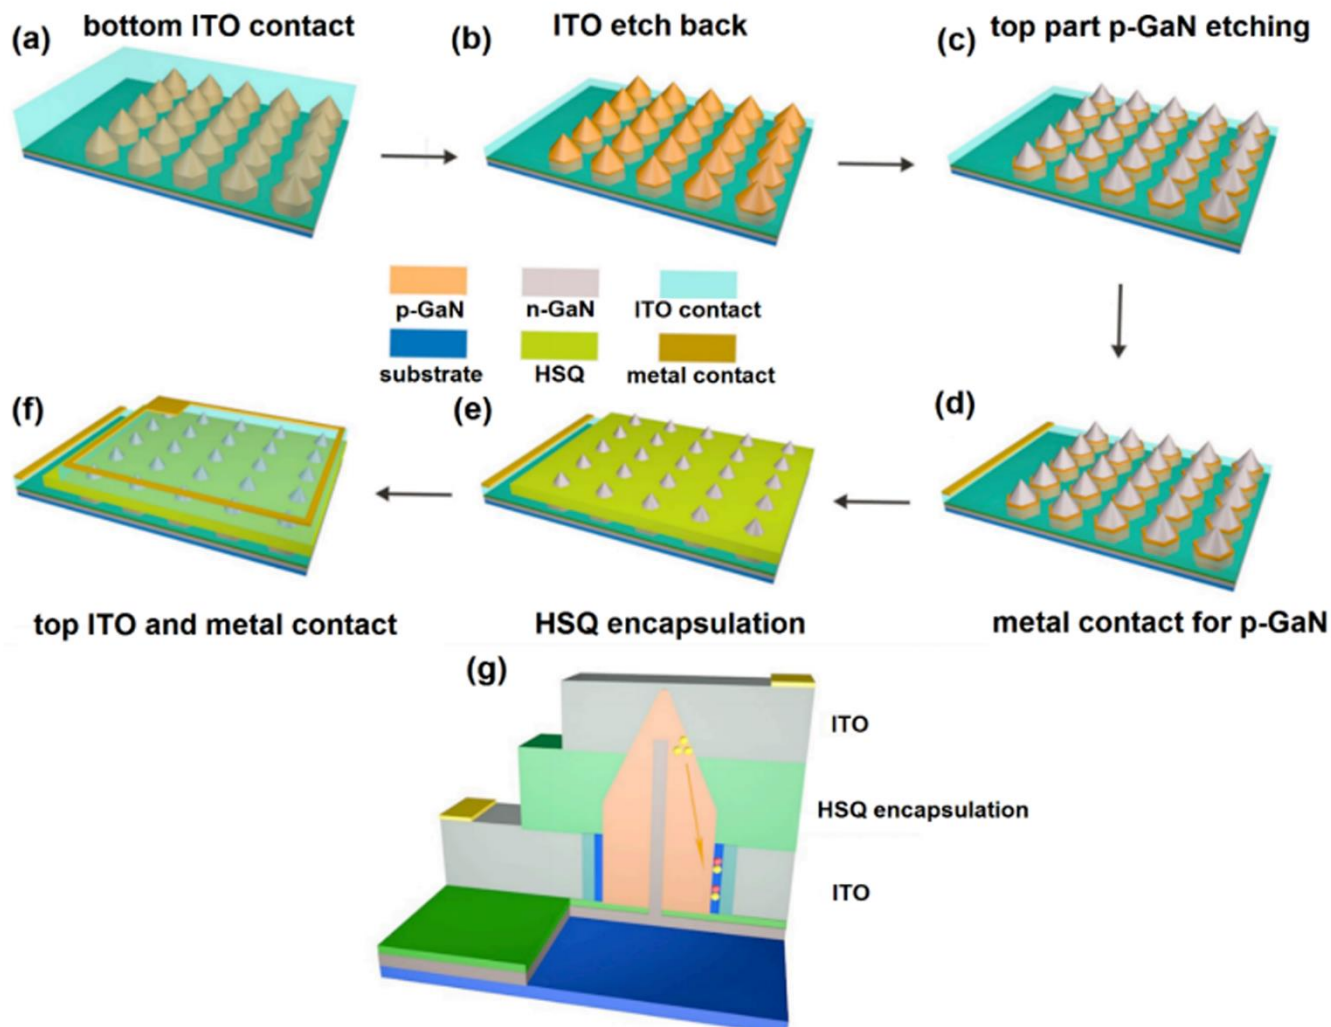 (a) bottom ITO contact
(b) ITO etch back
(c) top part p-GaN etching
p-GaN n-GaN ITO contact
substrate HSQ metal contact
(f) (e) (d)
top ITO and metal contact HSQ encapsulation metal contact for p-GaN
(g)
ITO
HSQ encapsulation
ITO